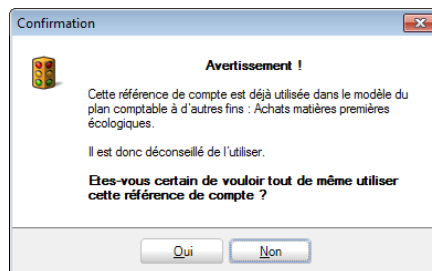 Confirmation
Avertissement !
Cette référence de compte est déjà utilisée dans le modèle du
plan comptable à d'autres fins : Achats matières premières
écologiques.
Il est donc déconseillé de l'utiliser.
Etes-vous certain de vouloir tout de même utiliser
cette référence de compte ?
Oui
Non